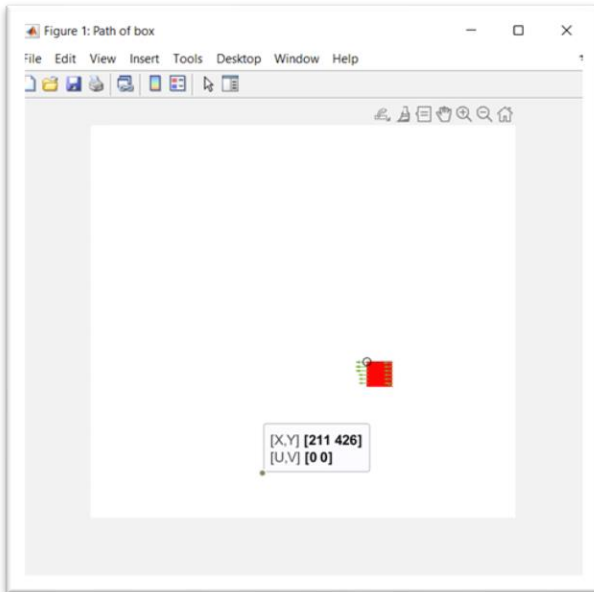 Figure 1: Path of box
File Edit View Insert Tools Desktop Window Help
[X,Y] [211 426]
[U,V] [0 0]